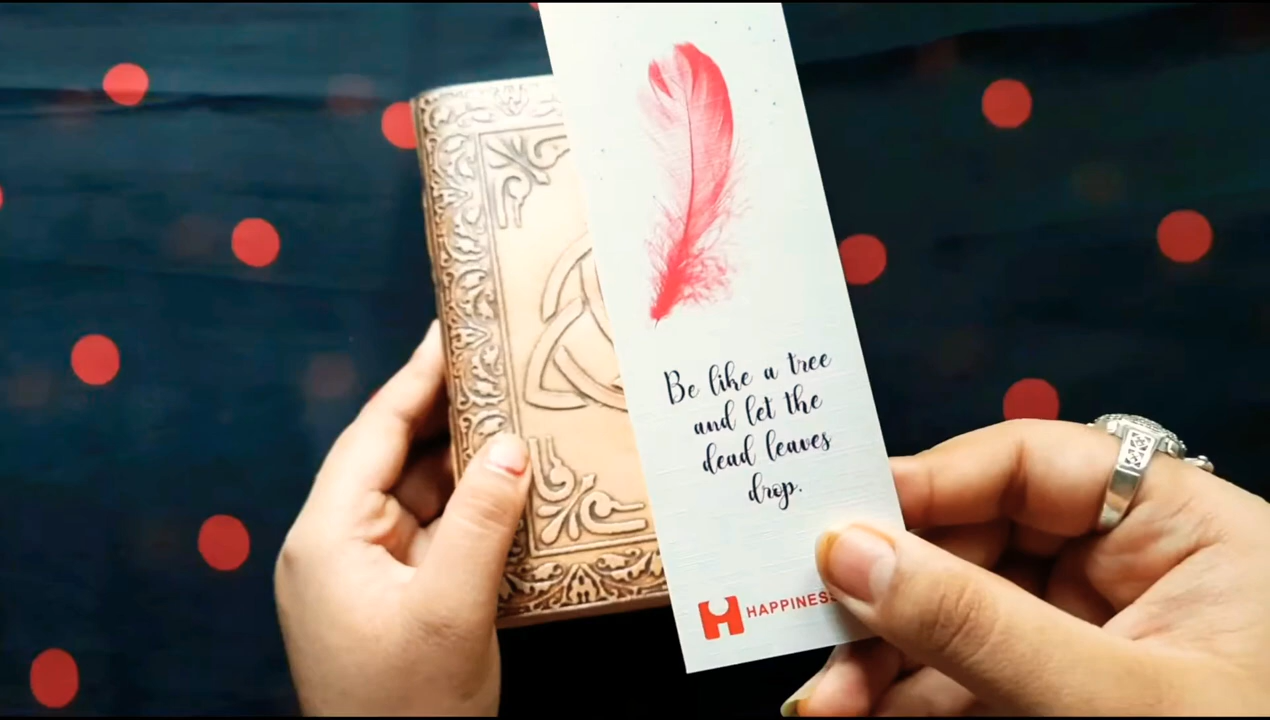 Be like a tree
and let the
dead leaves
drop.
HAPPINESS